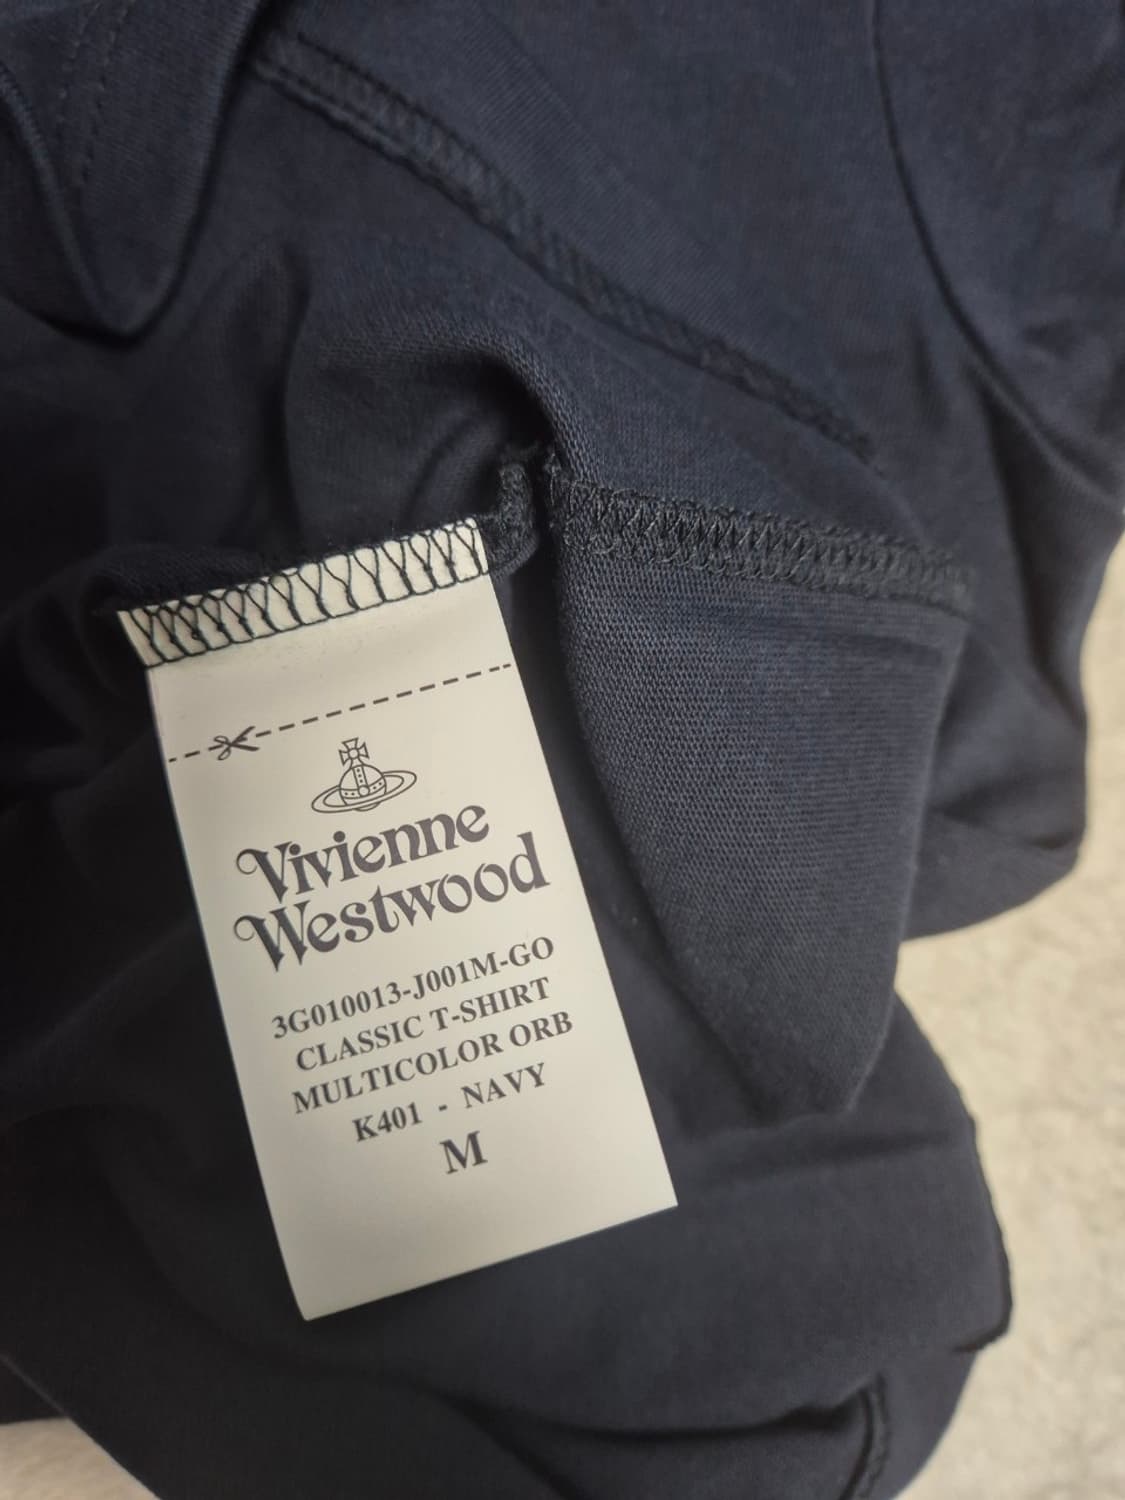 Vivienne
Westwood
3G010013-J001M-GO
CLASSIC T-SHIRT
MULTICOLOR ORB
K401 - NAVY
M